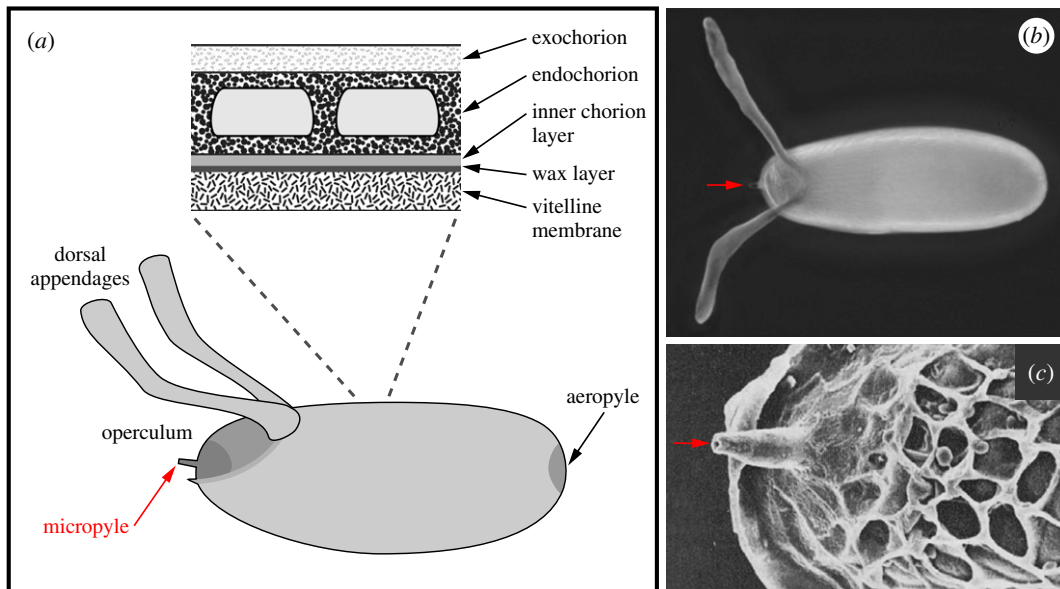 (a)
exochorion
endochorion
inner chorion
layer
wax layer
vitelline
membrane
dorsal
appendages
operculum
micropyle
aeropyle
(b)
(c)